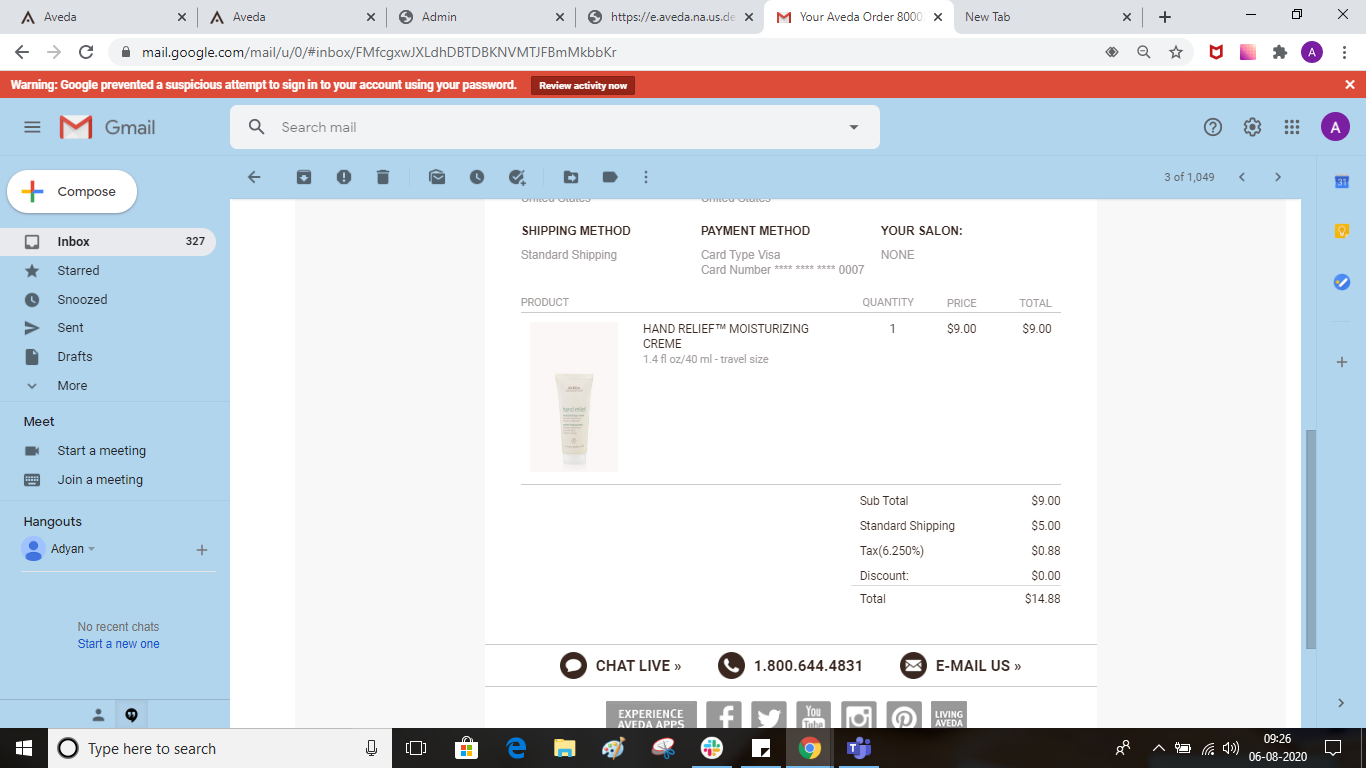 Aveda
Aveda
Admin
https://e.aveda.na.us.de
Your Aveda Order 8000
New Tab
mail.google.com/mail/u/0/#inbox/FMfcgxwJXLdhDBTDBKNVMTJFBmMkbbKr
A
Warning: Google prevented a suspicious attempt to sign in to your account using your password.
Review activity now
Gmail
Search mail
A
Compose
3 of 1,049
31
Inbox 327
Starred
Snoozed
Sent
Drafts
More
Meet
Start a meeting
Join a meeting
Hangouts
Adyan
No recent chats
Start a new one
United States United States
SHIPPING METHOD PAYMENT METHOD YOUR SALON:
Standard Shipping Card Type Visa NONE
Card Number **** **** **** 0007
PRODUCT QUANTITY PRICE TOTAL
HAND RELIEF™ MOISTURIZING 1 $9.00 $9.00
CREME
1.4 fl oz/40 ml - travel size
AVEDA
hand relief
Sub Total $9.00
Standard Shipping $5.00
Tax(6.250%) $0.88
Discount: $0.00
Total $14.88
CHAT LIVE » 1.800.644.4831 E-MAIL US »
EXPERIENCE
AVEDA APPS
You
Tube
LIVING
AVEDA
Type here to search
09:26
06-08-2020